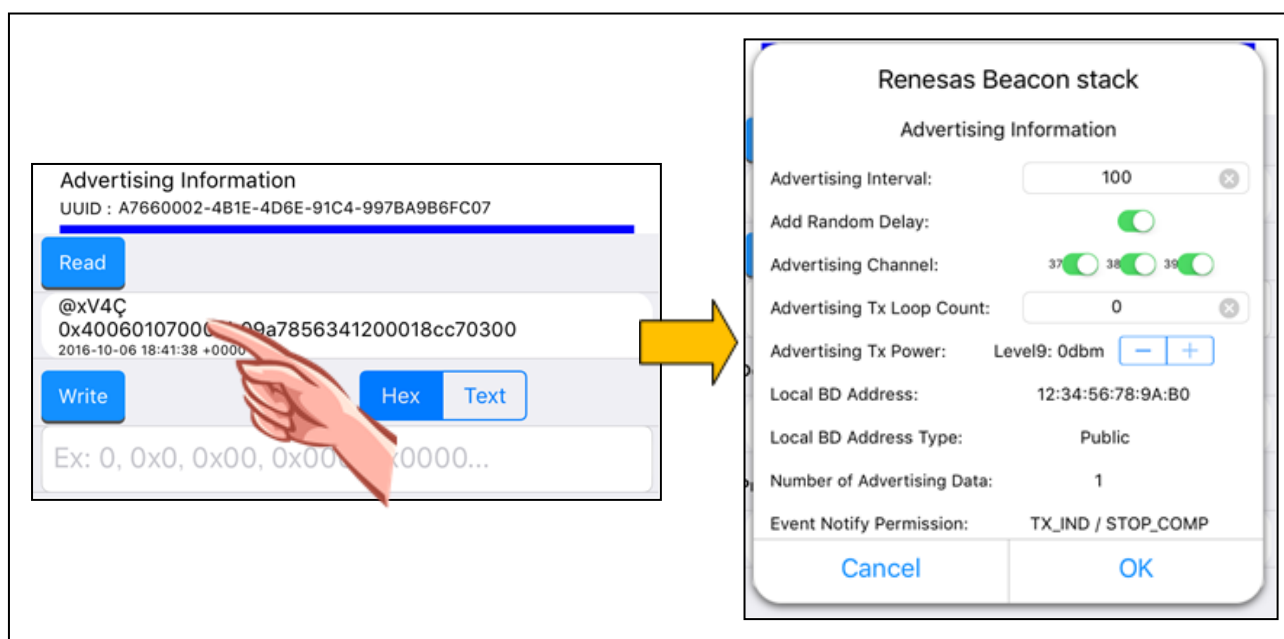 Advertising Information
UUID : A7660002-4B1E-4D6E-91C4-997BA9B6FC07
Read
@xV4Ç
09a7856341200018cc70300
2016-10-06 18:41:38 +0000
Write
Hex Text
Ex: 0, 0x0, 0x00,
Renesas Beacon stack
Advertising Information
Advertising Interval: 100
Add Random Delay:
Advertising Channel: 37 38 39
Advertising Tx Loop Count: 0
Advertising Tx Power: Level9: 0dbm − +
Local BD Address: 12:34:56:78:9A:B0
Local BD Address Type: Public
Number of Advertising Data: 1
Event Notify Permission: TX_IND / STOP_COMP
Cancel OK